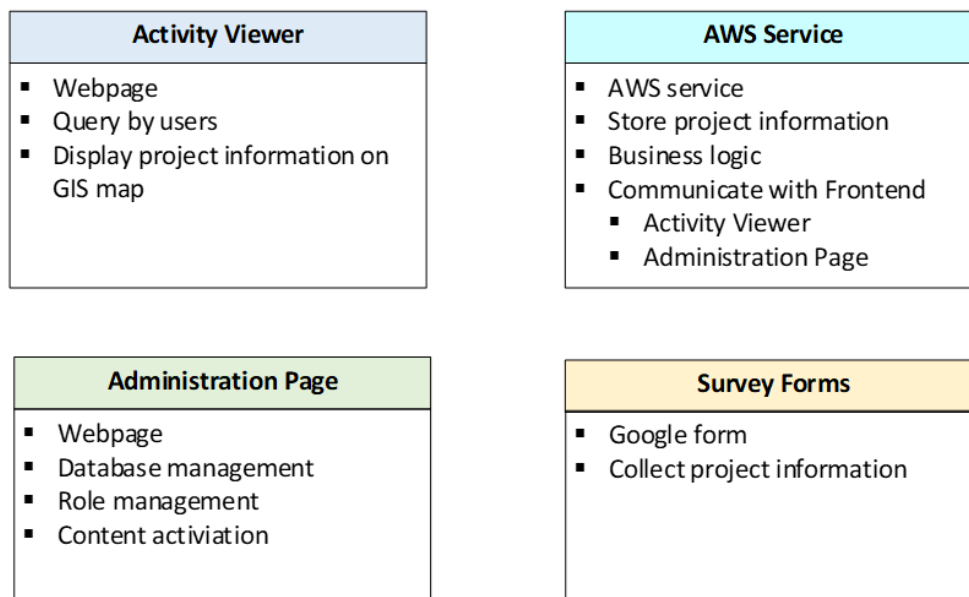 Activity Viewer
▪ Webpage
▪ Query by users
▪ Display project information on
GIS map
AWS Service
▪ AWS service
▪ Store project information
▪ Business logic
▪ Communicate with Frontend
▪ Activity Viewer
▪ Administration Page
Administration Page
▪ Webpage
▪ Database management
▪ Role management
▪ Content activiation
Survey Forms
▪ Google form
▪ Collect project information